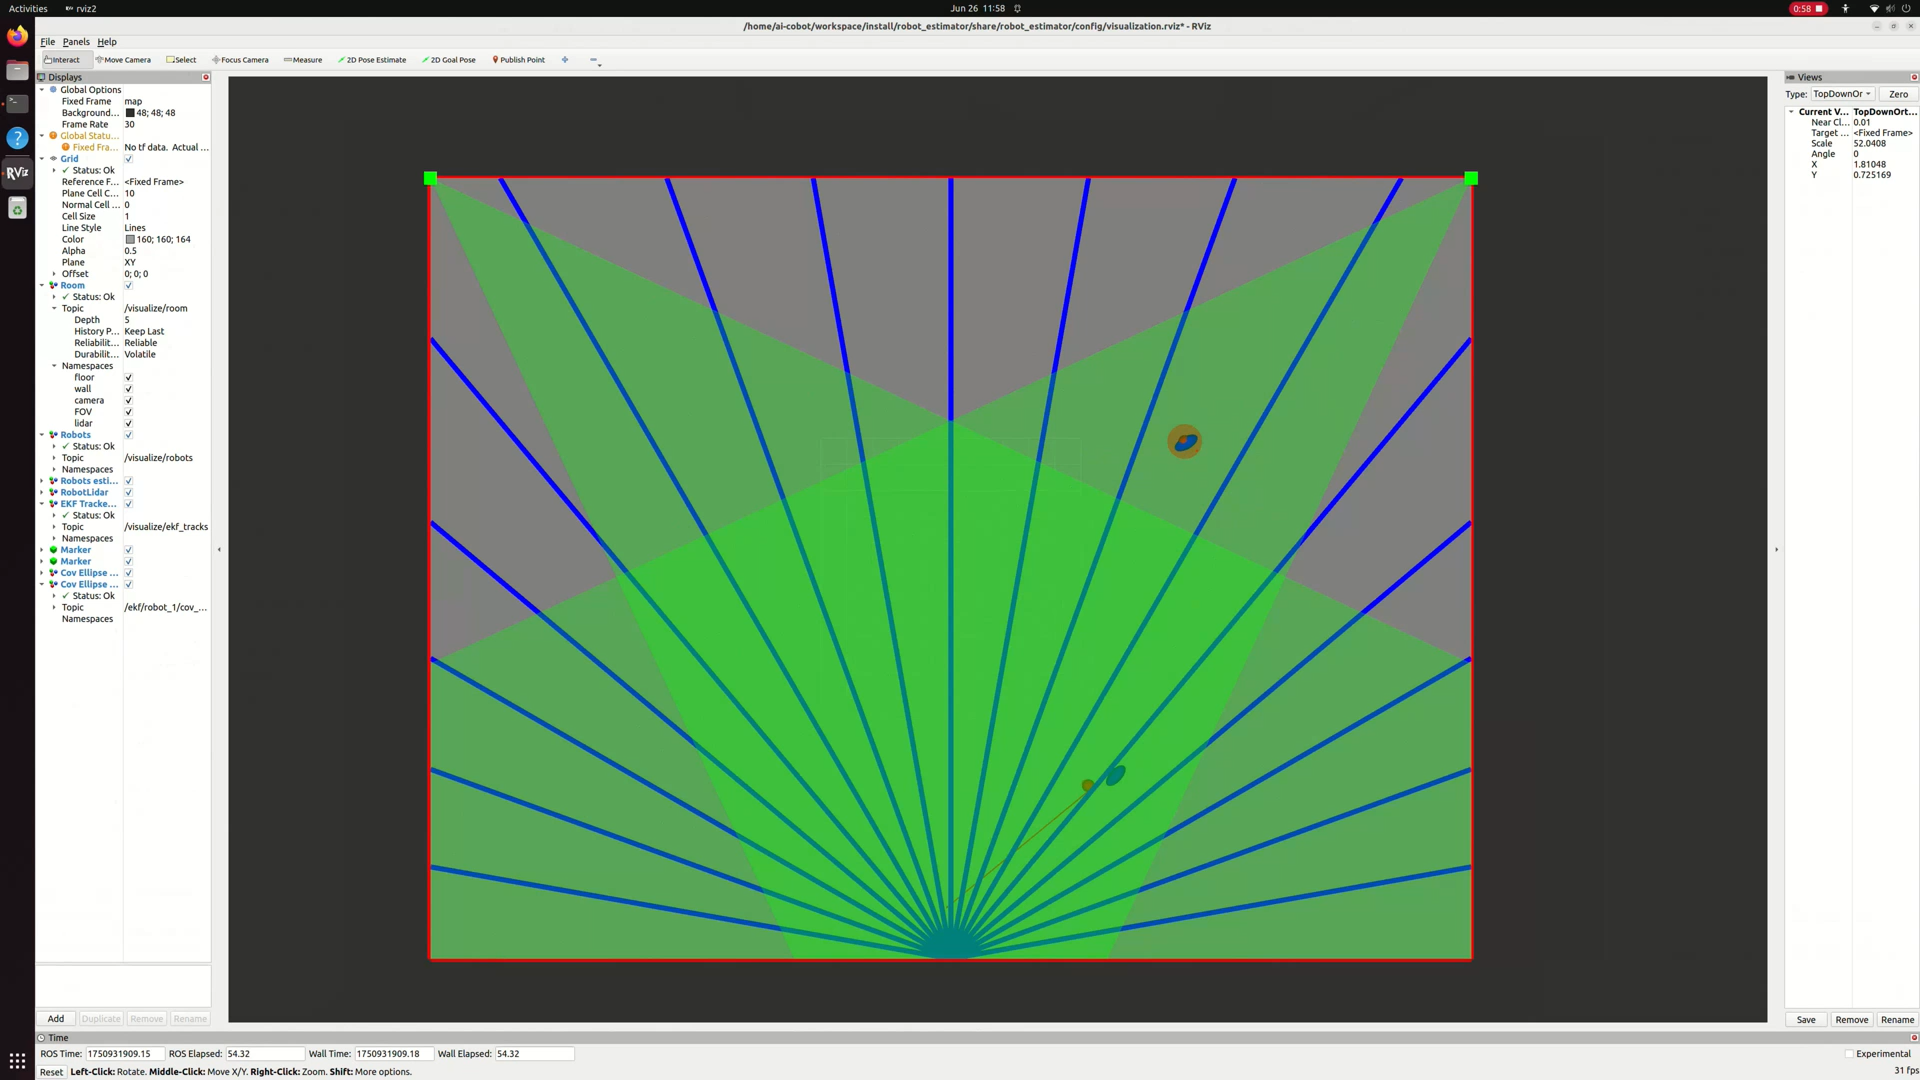 Activities
rviz2
Jun 26 11:58
0:58
/home/ai-cobot/workspace/install/robot_estimator/share/robot_estimator/config/visualization.rviz* - RViz
File Panels Help
Interact Move Camera Select Focus Camera Measure 2D Pose Estimate 2D Goal Pose Publish Point
Displays
Global Options
Fixed Frame map
Background... 48; 48; 48
Frame Rate 30
Global Statu...
Fixed Fra... No tf data. Actual ...
Grid
Status: Ok
Reference F... <Fixed Frame>
Plane Cell C... 10
Normal Cell ... 0
Cell Size 1
Line Style Lines
Color 160; 160; 164
Alpha 0.5
Plane XY
Offset 0; 0; 0
Room
Status: Ok
Topic /visualize/room
Depth 5
History P... Keep Last
Reliabilit... Reliable
Durabilit... Volatile
Namespaces
floor
wall
camera
FOV
lidar
Robots
Status: Ok
Topic /visualize/robots
Namespaces
Robots esti...
RobotLidar
EKF Tracke...
Status: Ok
Topic /visualize/ekf_tracks
Namespaces
Marker
Marker
Cov Ellipse ...
Cov Ellipse ...
Status: Ok
Topic /ekf/robot_1/cov_...
Namespaces
Add Duplicate Remove Rename
Views
Type: TopDownOr Zero
Current V... TopDownOrt...
Near Cl... 0.01
Target ... <Fixed Frame>
Scale 52.0408
Angle 0
X 1.81048
Y 0.725169
Save Remove Rename
Time
ROS Time: 1750931909.15 ROS Elapsed: 54.32 Wall Time: 1750931909.18 Wall Elapsed: 54.32 Experimental
Reset Left-Click: Rotate. Middle-Click: Move X/Y. Right-Click: Zoom. Shift: More options. 31 fps
RViz